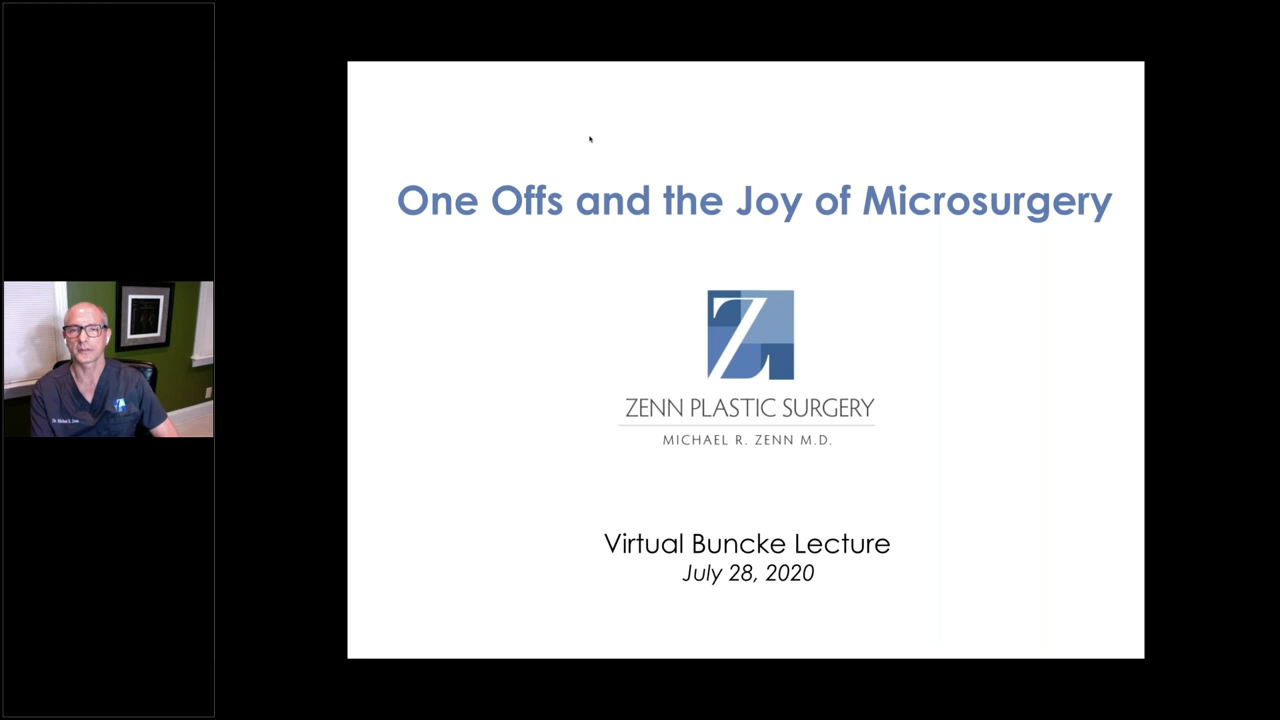 One Offs and the Joy of Microsurgery
Z
ZENN PLASTIC SURGERY
MICHAEL R. ZENN M.D.
Virtual Buncke Lecture
July 28, 2020